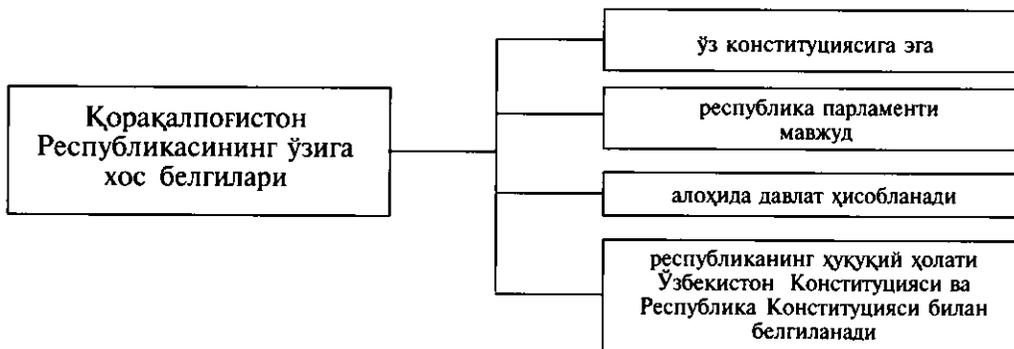 Қорақалпоғистон
Республикасининг ўзига
хос белгилари
ўз конституциясига эга
республика парламенти
мавжуд
алоҳида давлат ҳисобланади
республиканинг ҳуқуқий ҳолати
Ўзбекистон Конституцияси ва
Республика Конституцияси билан
белгиланади